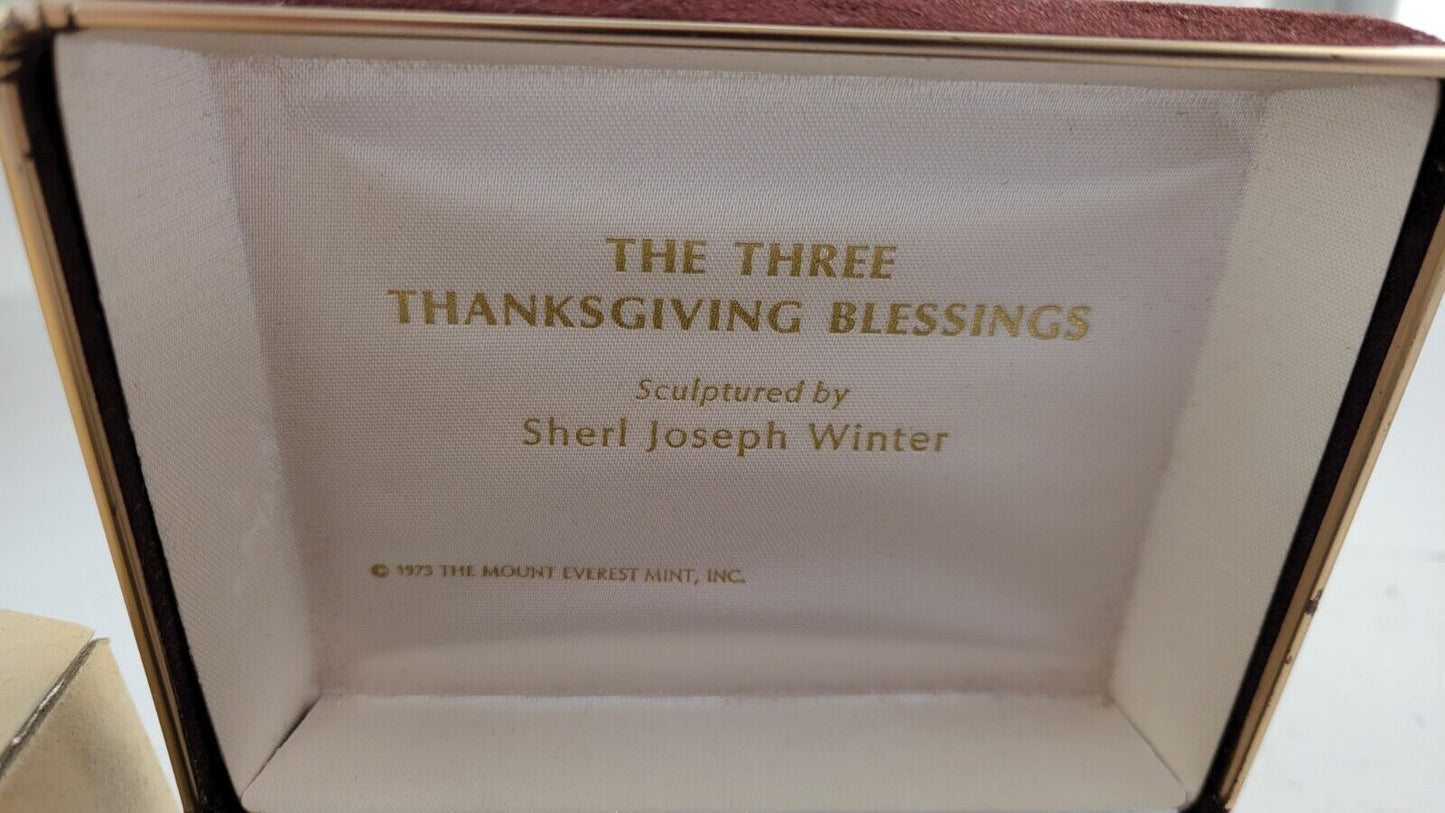 THE THREE
THANKSGIVING BLESSINGS
Sculptured by
Sherl Joseph Winter
© 1973 THE MOUNT EVEREST MINT, INC.